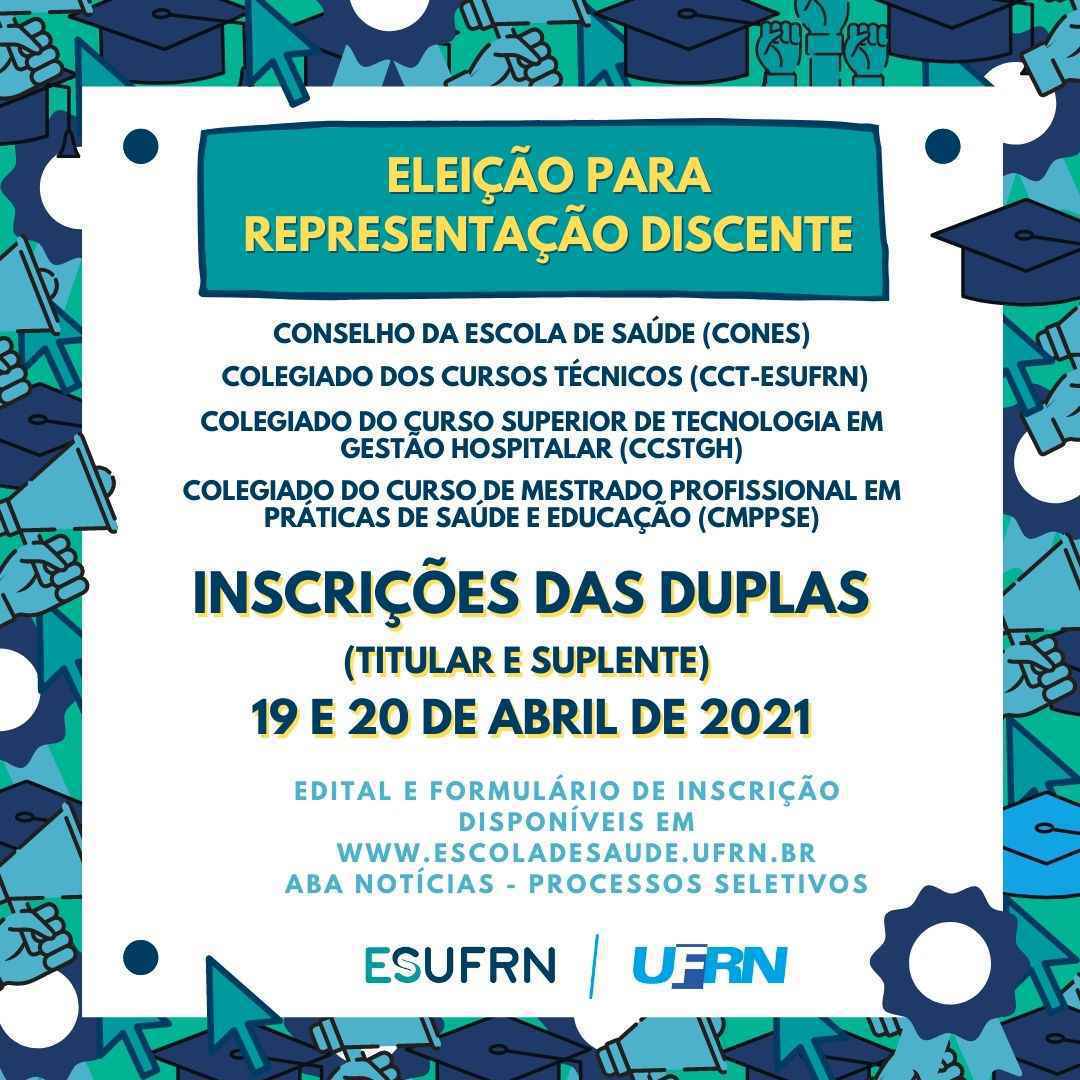 ELEIÇÃO PARA
REPRESENTAÇÃO DISCENTE
CONSELHO DA ESCOLA DE SAÚDE (CONES)
COLEGIADO DOS CURSOS TÉCNICOS (CCT-ESUFRN)
COLEGIADO DO CURSO SUPERIOR DE TECNOLOGIA EM
GESTÃO HOSPITALAR (CCSTGH)
COLEGIADO DO CURSO DE MESTRADO PROFISSIONAL EM
PRÁTICAS DE SAÚDE E EDUCAÇÃO (CMPPSE)
INSCRIÇÕES DAS DUPLAS
(TITULAR E SUPLENTE)
19 E 20 DE ABRIL DE 2021
EDITAL E FORMULÁRIO DE INSCRIÇÃO
DISPONÍVEIS EM
WWW.ESCOLADESAUDE.UFRN.BR
ABA NOTÍCIAS - PROCESSOS SELETIVOS
ESUFRN UFRN